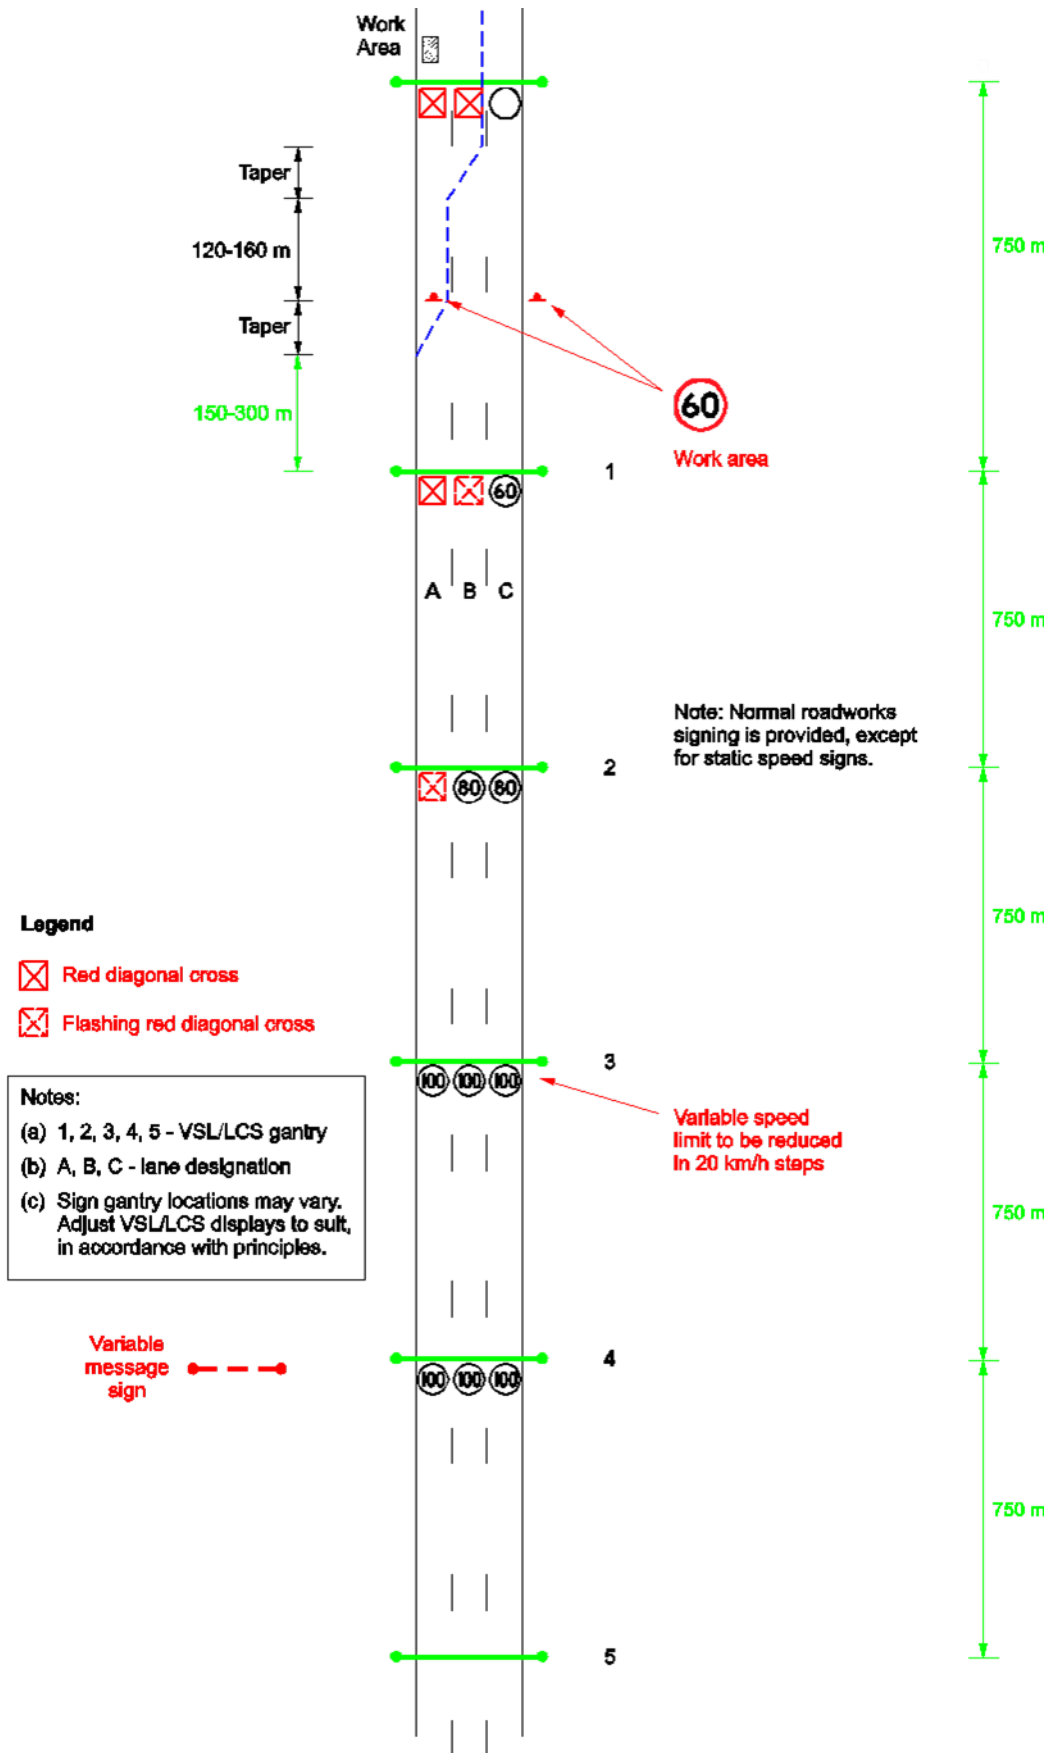 Work
Area
Taper
120-160 m
750 m
Taper
60
150-300 m
Work area
1
60
A B C
750 m
Note: Normal roadworks
signing is provided, except
for static speed signs.
2
80 80
750 m
Legend
Red diagonal cross
Flashing red diagonal cross
3
100 100 100
Notes:
(a) 1, 2, 3, 4, 5 - VSL/LCS gantry
(b) A, B, C - lane designation
(c) Sign gantry locations may vary.
Adjust VSL/LCS displays to suit,
in accordance with principles.
Variable speed
limit to be reduced
in 20 km/h steps
750 m
Variable
message
sign
4
100 100 100
750 m
5